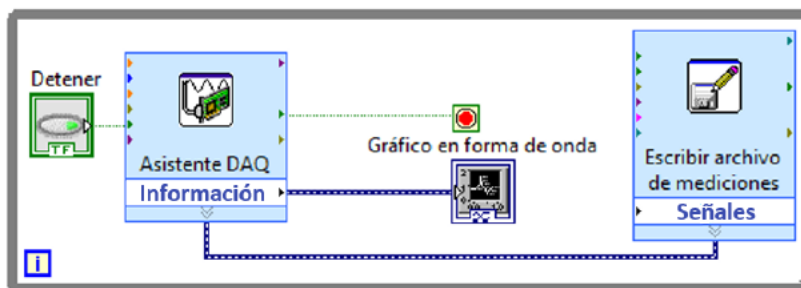 Detener
TF
Asistente DAQ
Información
Gráfico en forma de onda
Escribir archivo
de mediciones
Señales
i